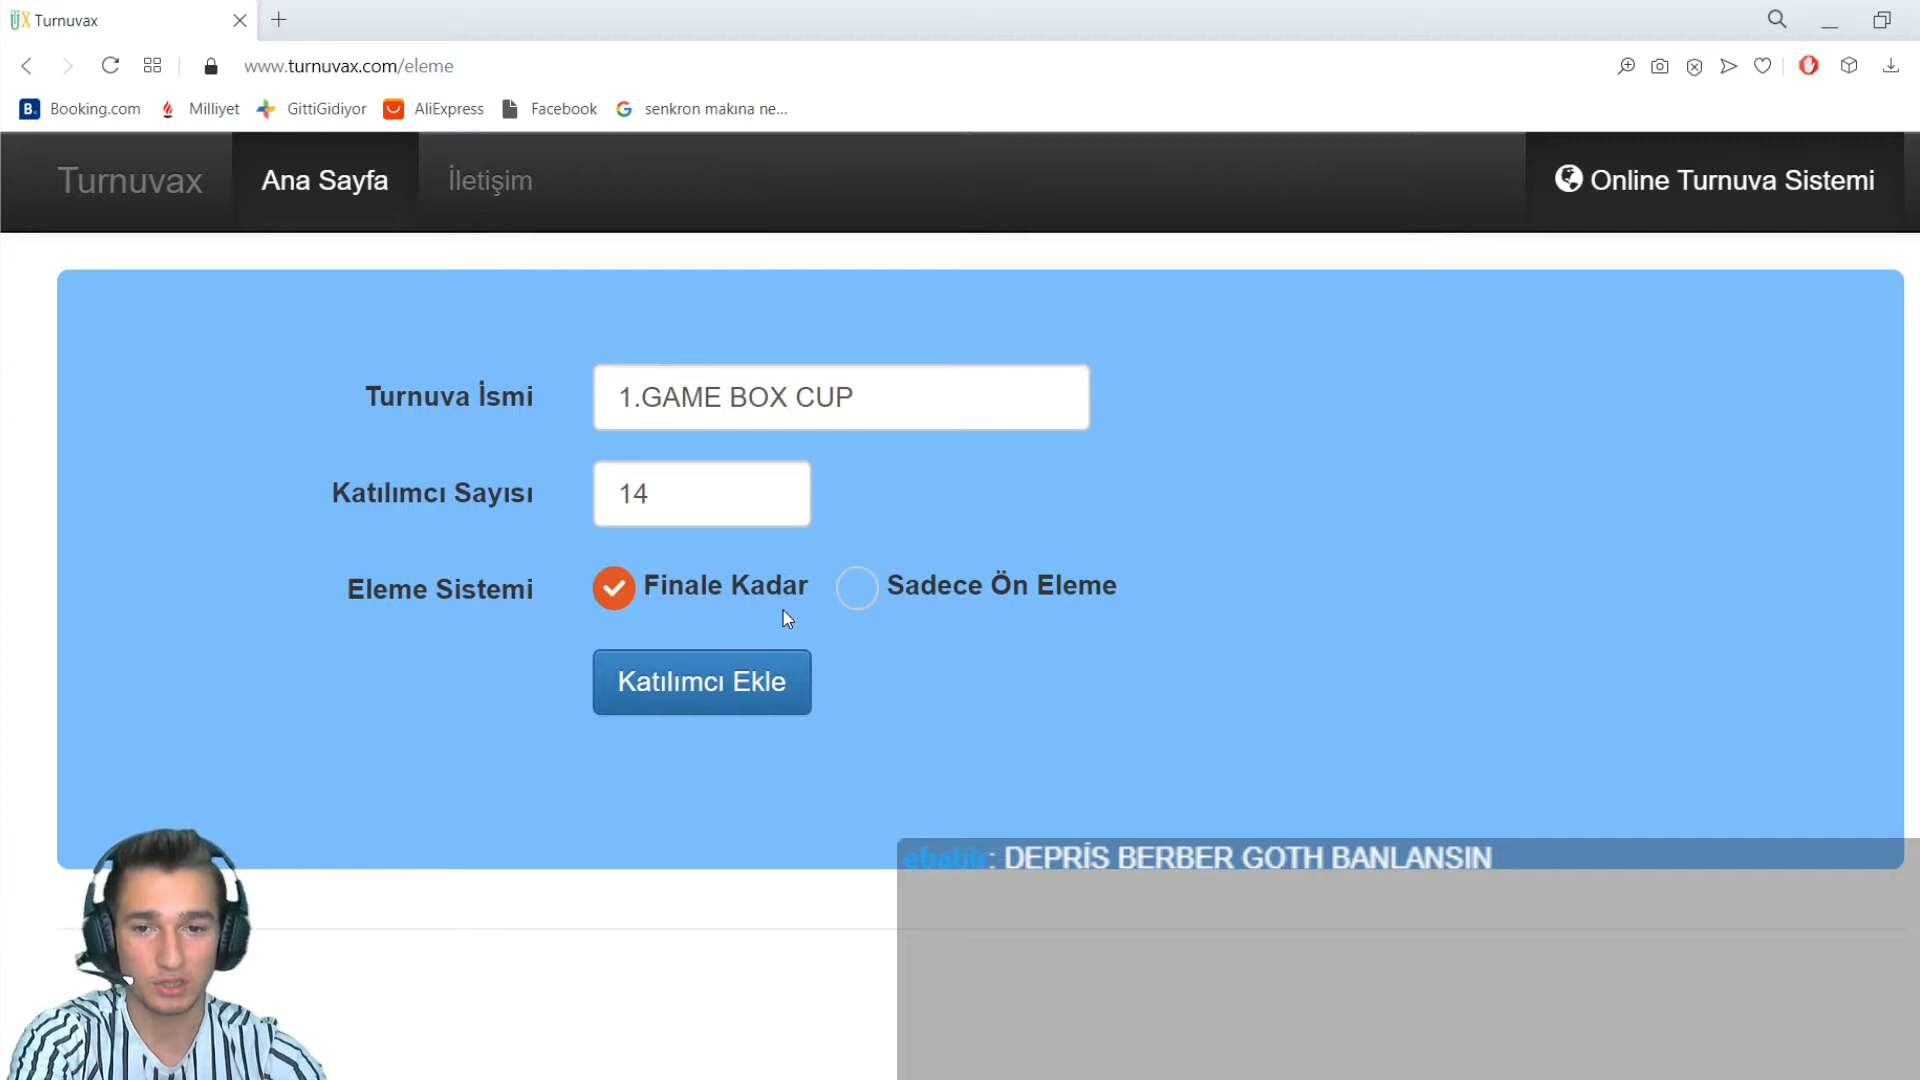 Turnuvax
www.turnuvax.com/eleme
Booking.com Milliyet GittiGidiyor AliExpress Facebook senkron makına ne...
Turnuvax Ana Sayfa İletişim Online Turnuva Sistemi
Turnuva İsmi 1.GAME BOX CUP
Katılımcı Sayısı 14
Eleme Sistemi Finale Kadar Sadece Ön Eleme
Katılımcı Ekle
: DEPRİS BERBER GOTH BANLANSIN